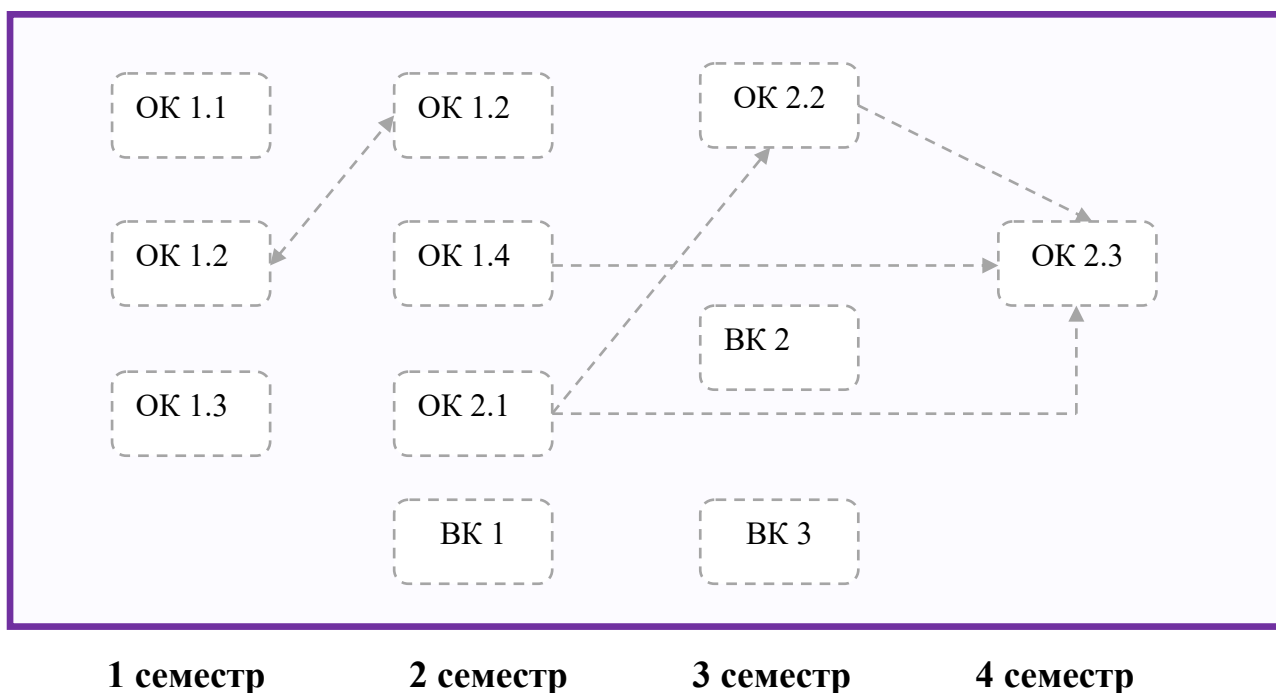 ОК 1.1
ОК 1.2
ОК 2.2
ОК 1.2
ОК 1.4
ОК 2.3
ВК 2
ОК 1.3
ОК 2.1
ВК 1
ВК 3
1 семестр
2 семестр
3 семестр
4 семестр